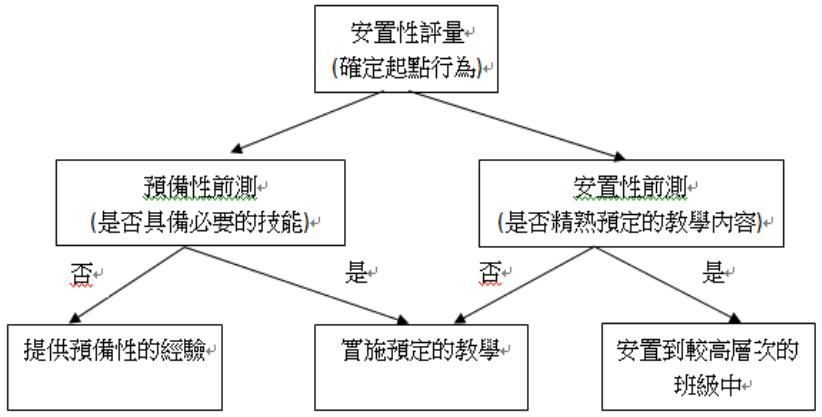 安置性評量
(確定起點行為)
預備性前測
(是否具備必要的技能)
安置性前測
(是否精熟預定的教學內容)
否
是
否
是
提供預備性的經驗
實施預定的教學
安置到較高層次的
班級中